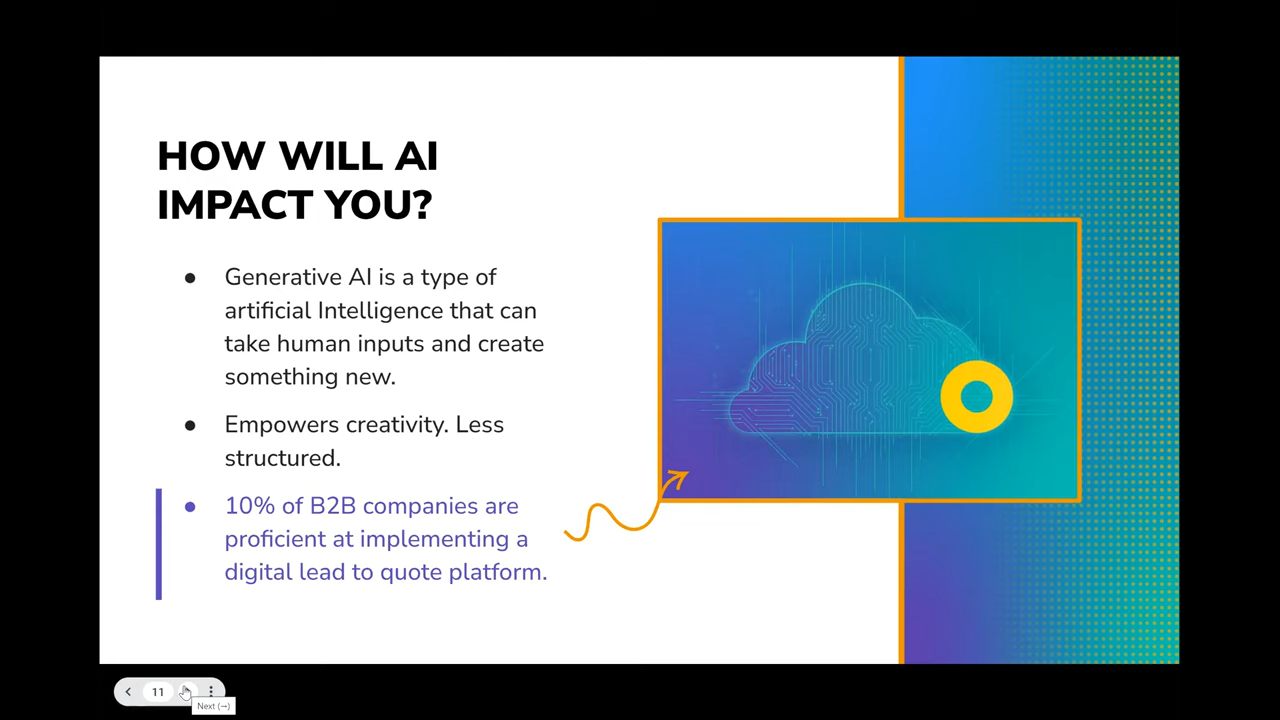 HOW WILL AI
IMPACT YOU?
● Generative AI is a type of
artificial Intelligence that can
take human inputs and create
something new.
● Empowers creativity. Less
structured.
● 10% of B2B companies are
proficient at implementing a
digital lead to quote platform.
11
Next (→)